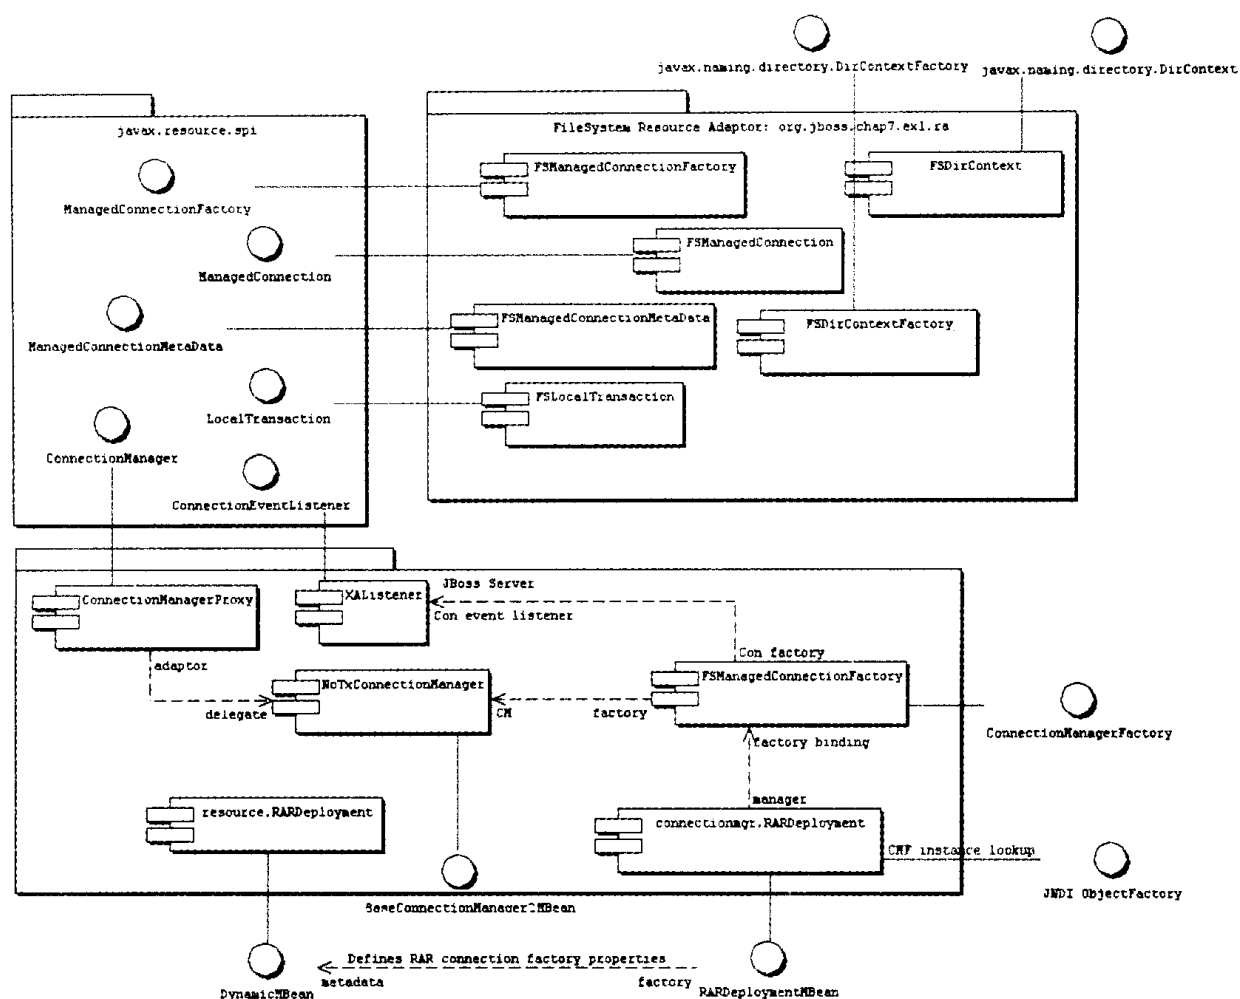 javax.naming.directory.DirContextFactory
javax.naming.directory.DirContext
javax.resource.spi
FileSystem Resource Adaptor: org.jboss.chap7.ex1.ra
ManagedConnectionFactory
FSManagedConnectionFactory
FSDirContext
ManagedConnection
FSManagedConnection
ManagedConnectionMetaData
FSManagedConnectionMetaData
FSDirContextFactory
LocalTransaction
FSLocalTransaction
ConnectionManager
ConnectionEventListener
JBoss Server
ConnectionManagerProxy
XAListener
Con event listener
adaptor
Con factory
NoTxConnectionManager
FSManagedConnectionFactory
delegate
CM
factory
ConnectionManagerFactory
factory binding
manager
resource.RARDeployment
connectionmgr.RARDeployment
CMF instance lookup
JNDI ObjectFactory
BaseConnectionManager2MBean
Defines RAR connection factory properties
metadata
factory
DynamicMBean
RARDeploymentMBean